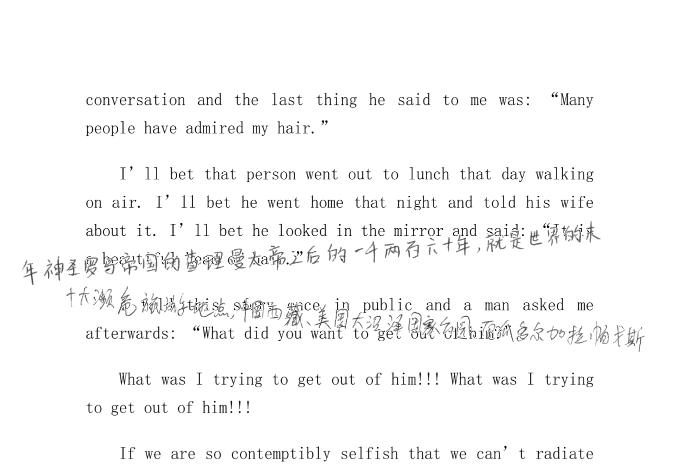 conversation and the last thing he said to me was: “Many
people have admired my hair.”
I’ll bet that person went out to lunch that day walking
on air. I’ll bet he went home that night and told his wife
about it. I’ll bet he looked in the mirror and said: “It is
a beautiful head of hair.”
年神圣罗马帝国的查理曼大帝之后的一千两百六十年,就是世界的末
I told this story once in public and a man asked me
十大濒危旅游地点,中国西藏、美国大沼泽国家公园、厄瓜多尔加拉帕戈斯
afterwards: “What did you want to get out of him?”
What was I trying to get out of him!!! What was I trying
to get out of him!!!
If we are so contemptibly selfish that we can’t radiate